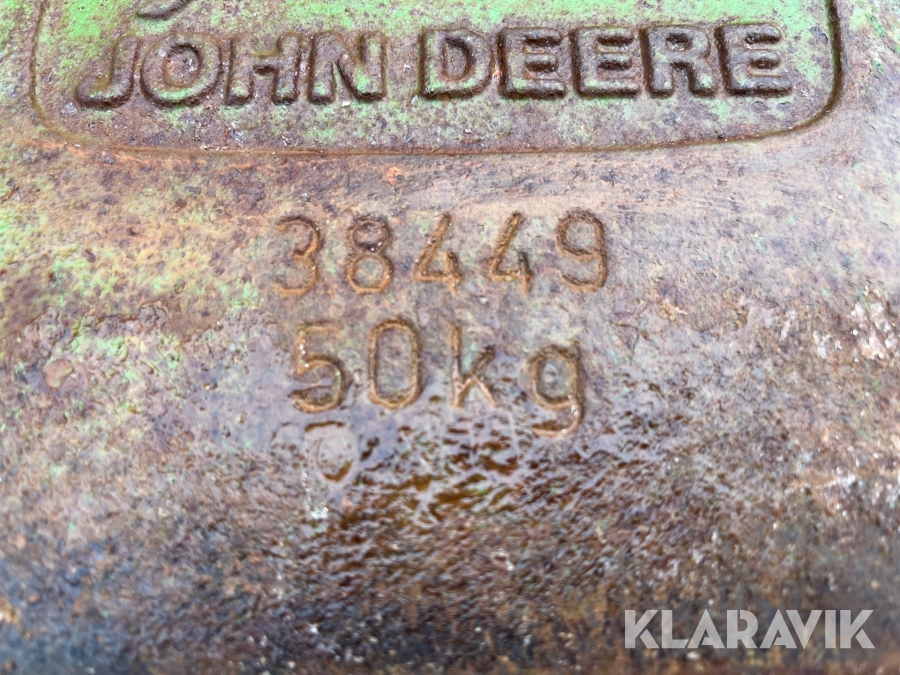 JOHN DEERE
38449
50kg
KLARAVIK